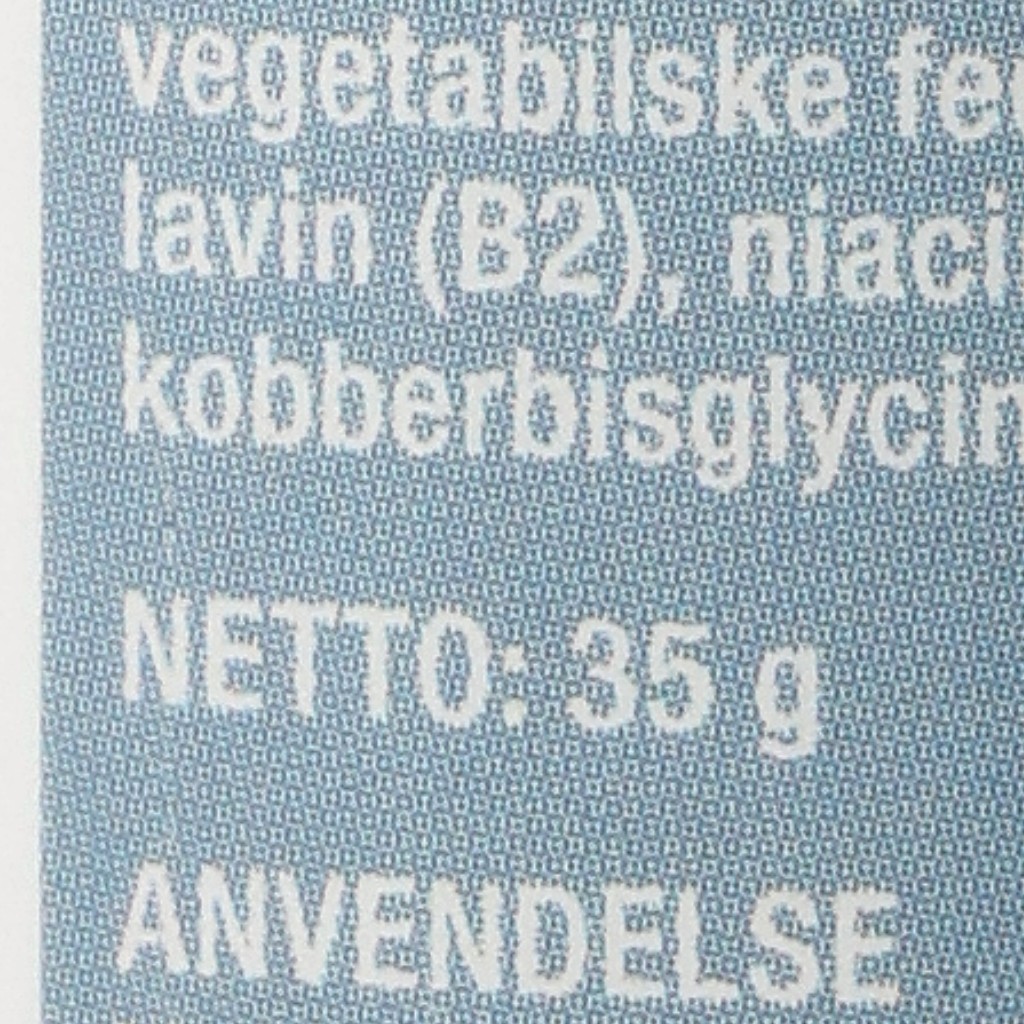 vegetabilske fe
lavin (B2), niaci
kobberbisglycin
NETTO: 35 g
ANVENDELSE